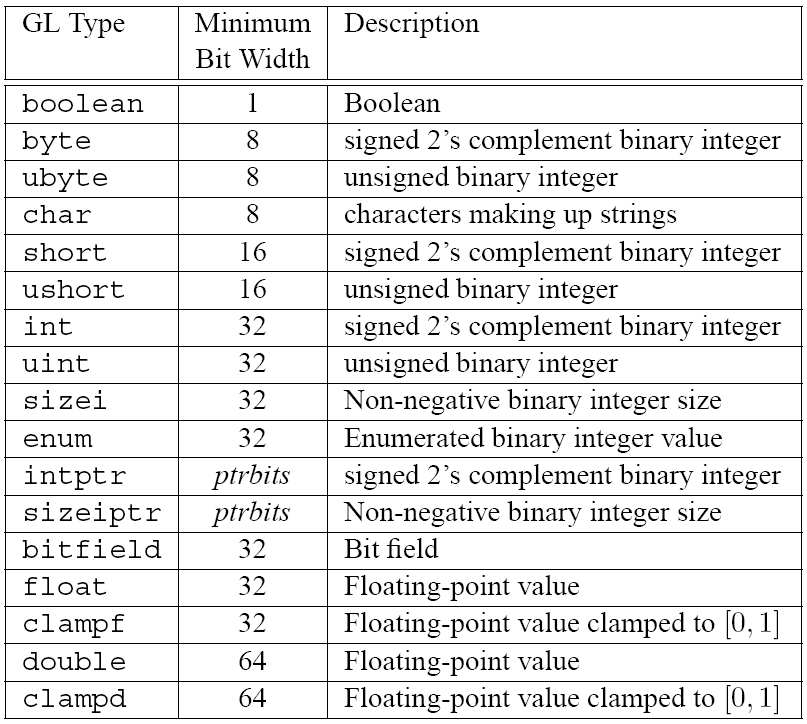 GL Type Minimum Description
Bit Width
boolean 1 Boolean
byte 8 signed 2's complement binary integer
ubyte 8 unsigned binary integer
char 8 characters making up strings
short 16 signed 2's complement binary integer
ushort 16 unsigned binary integer
int 32 signed 2's complement binary integer
uint 32 unsigned binary integer
sizei 32 Non-negative binary integer size
enum 32 Enumerated binary integer value
intptr ptrbits signed 2's complement binary integer
sizeiptr ptrbits Non-negative binary integer size
bitfield 32 Bit field
float 32 Floating-point value
clampf 32 Floating-point value clamped to [0, 1]
double 64 Floating-point value
clampd 64 Floating-point value clamped to [0, 1]